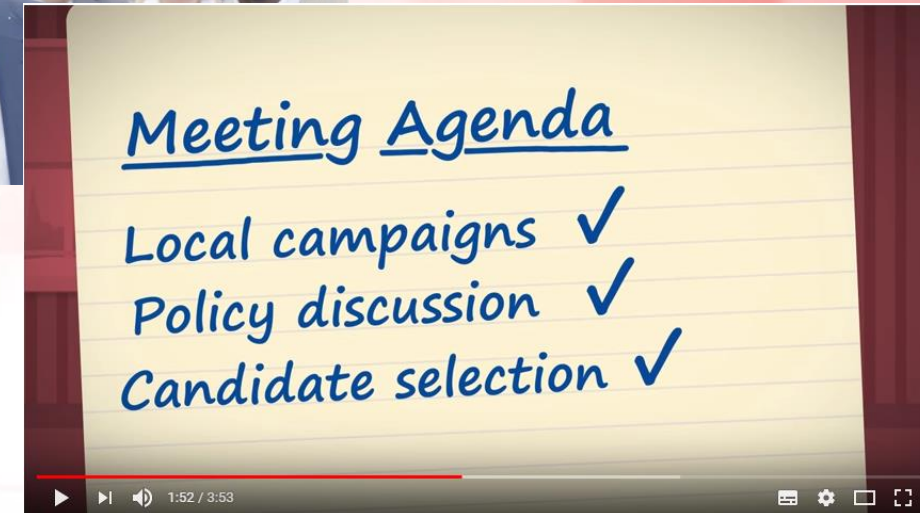 Meeting Agenda
Local campaigns ✓
Policy discussion ✓
Candidate selection ✓
1:52 / 3:53